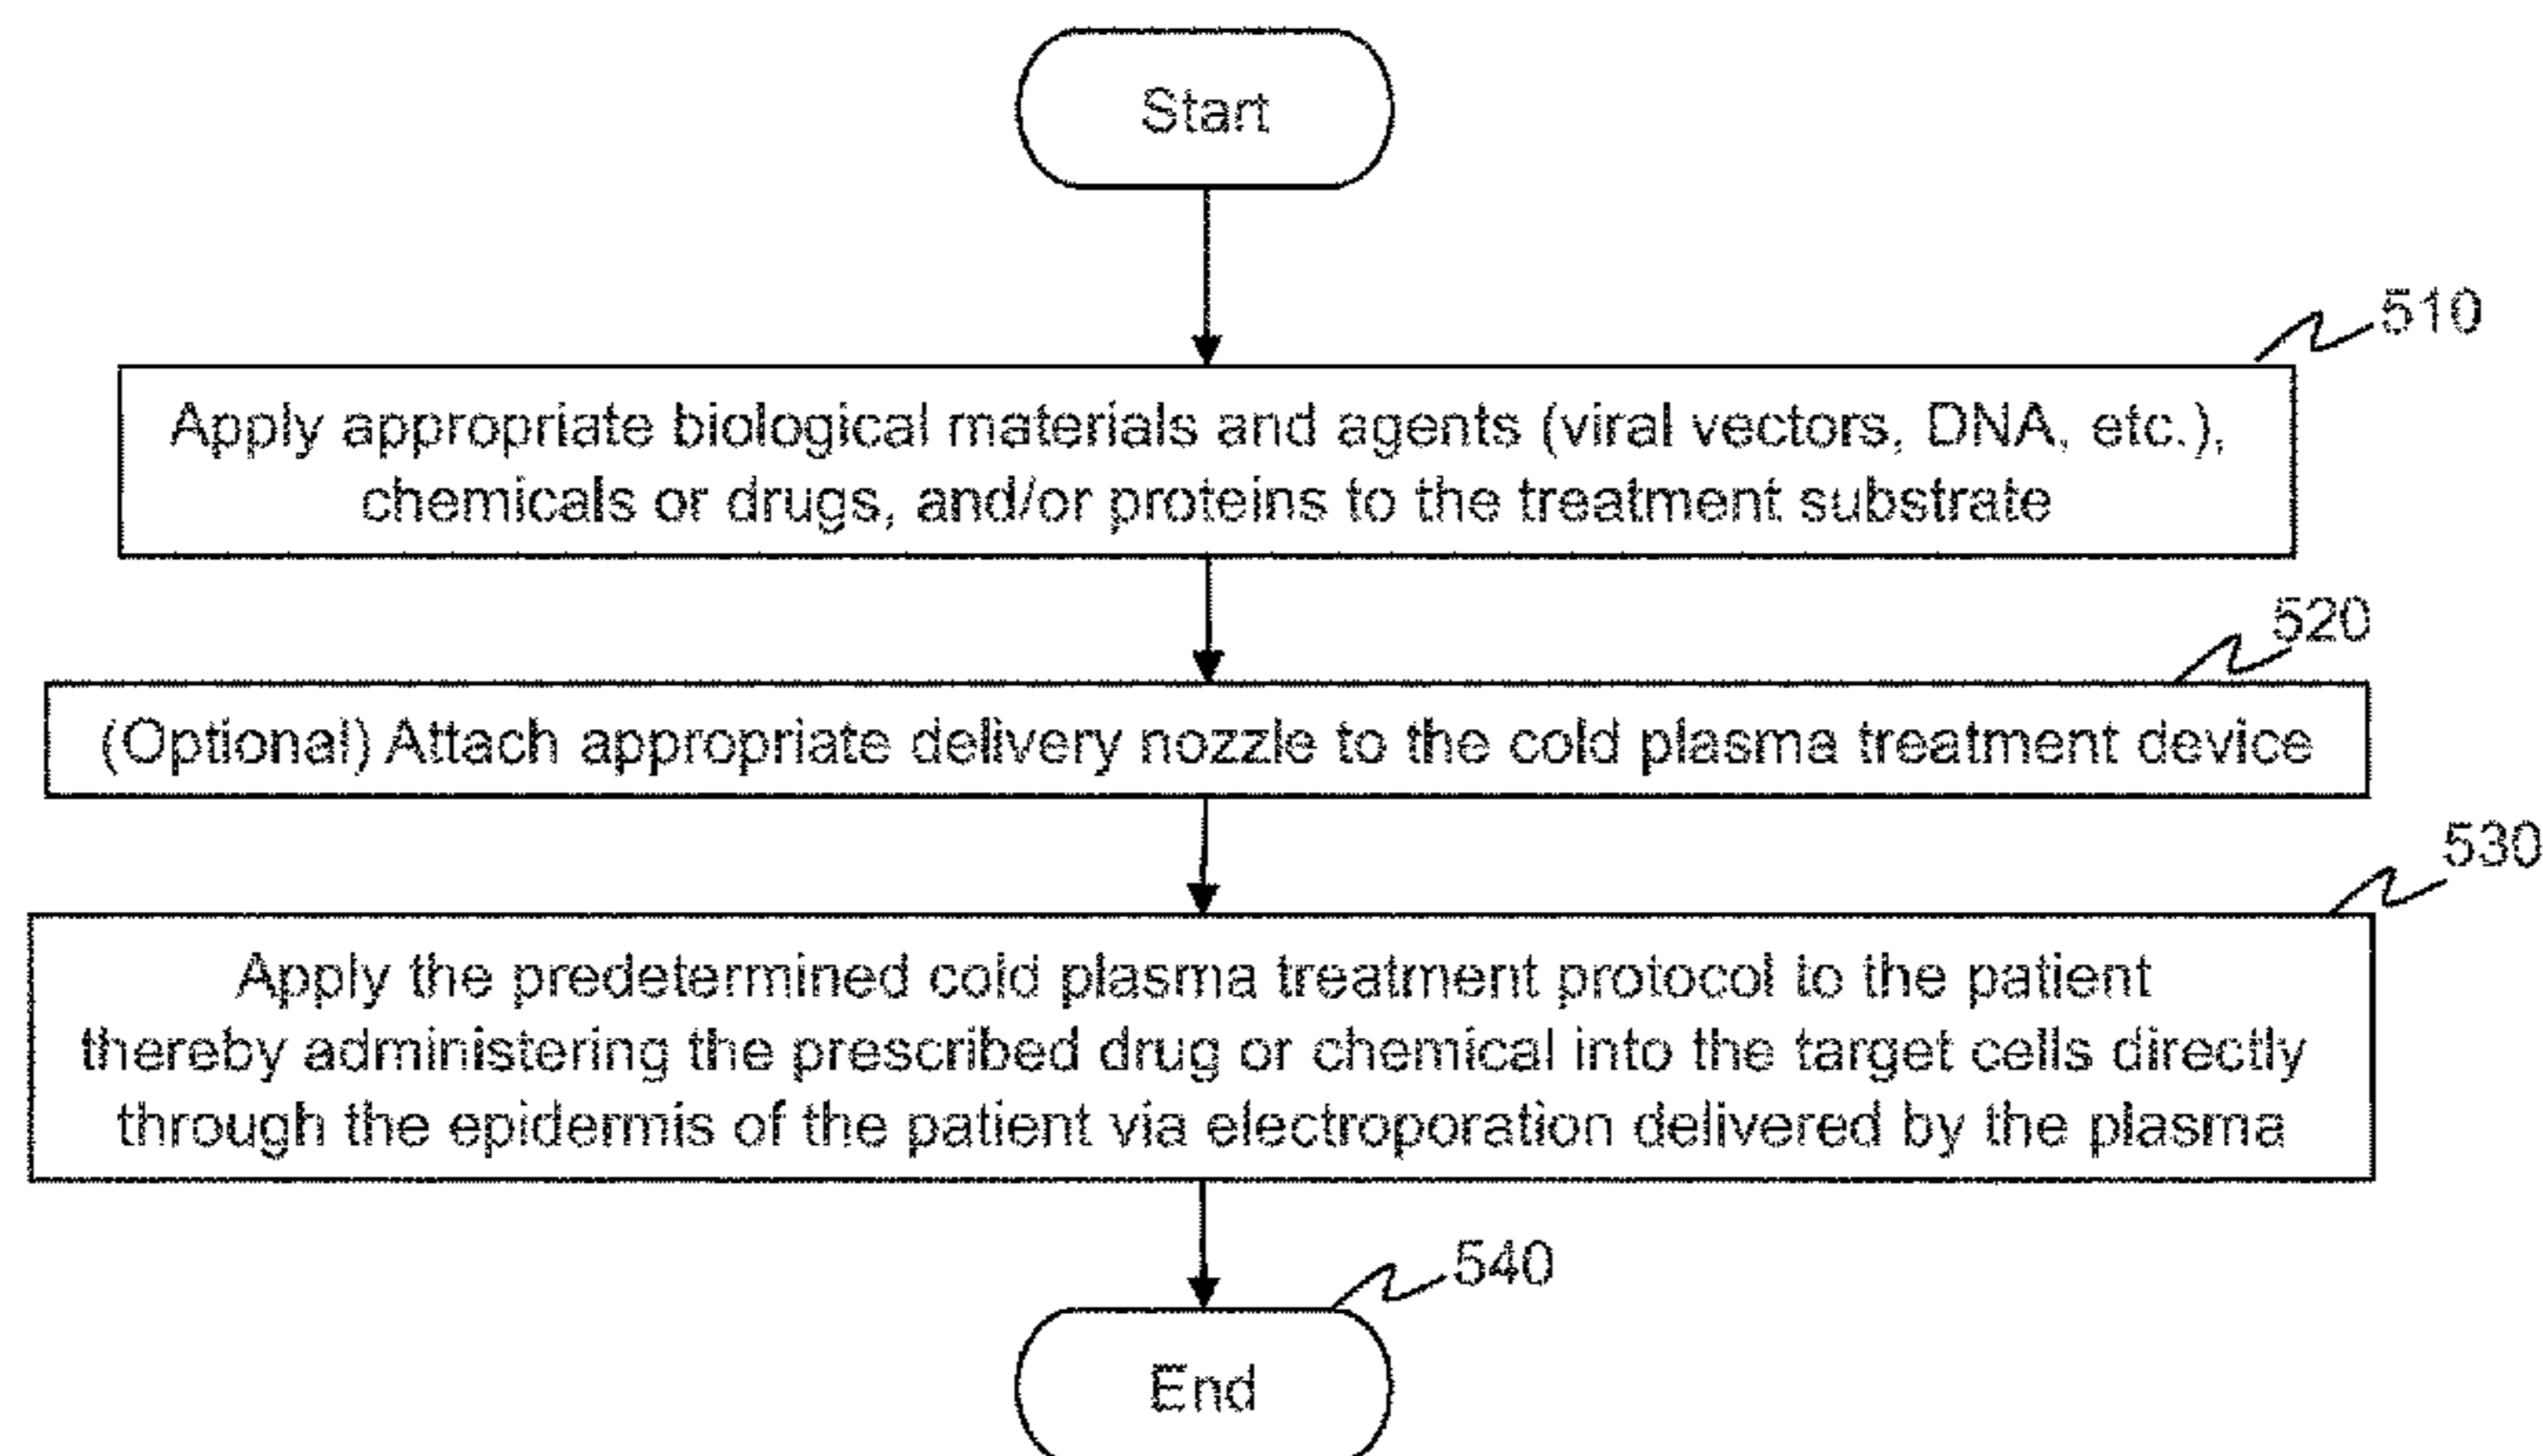 Start
510
Apply appropriate biological materials and agents (viral vectors, DNA, etc.),
chemicals or drugs, and/or proteins to the treatment substrate
520
(Optional) Attach appropriate delivery nozzle to the cold plasma treatment device
530
Apply the predetermined cold plasma treatment protocol to the patient
thereby administering the prescribed drug or chemical into the target cells directly
through the epidermis of the patient via electroporation delivered by the plasma
540
End